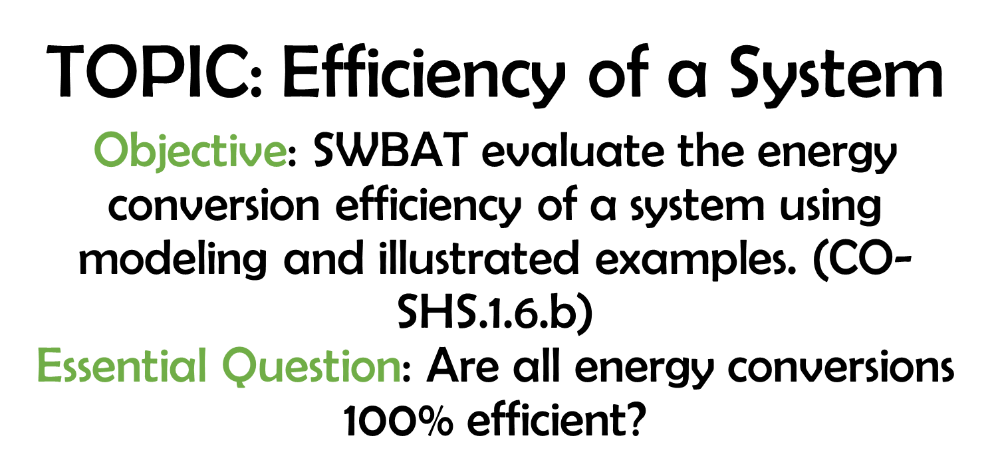 TOPIC: Efficiency of a System
Objective: SWBAT evaluate the energy
conversion efficiency of a system using
modeling and illustrated examples. (CO-
SHS.1.6.b)
Essential Question: Are all energy conversions
100% efficient?